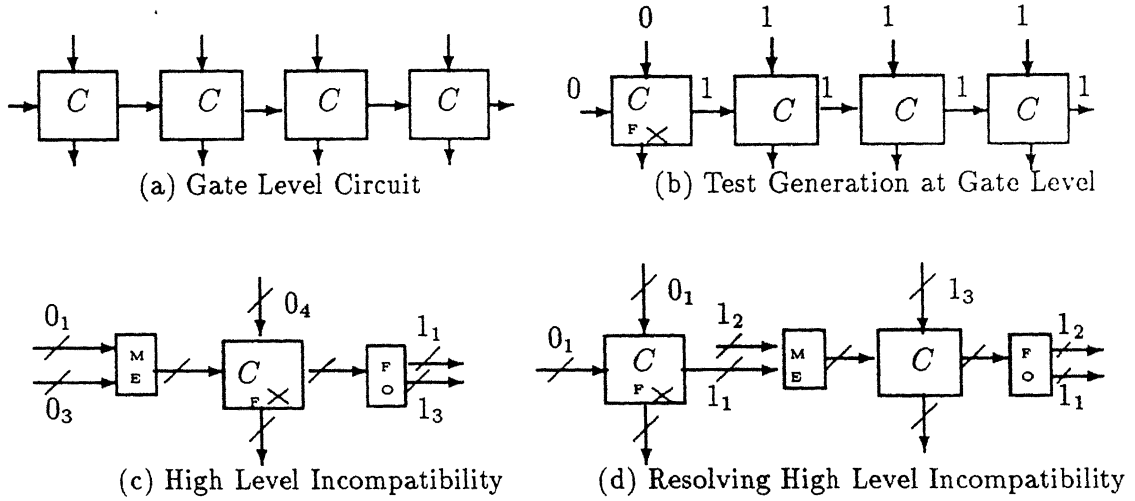 C C C C
(a) Gate Level Circuit
0 1 1 1
0 C F 1 C 1 C 1 C 1
(b) Test Generation at Gate Level
0₁ 0₃ M E 0₄ C F F O 1₁ 1₃
(c) High Level Incompatibility
0₁ 0₁ C F 1₂ 1₁ M E 1₃ C F O 1₂ 1₁
(d) Resolving High Level Incompatibility